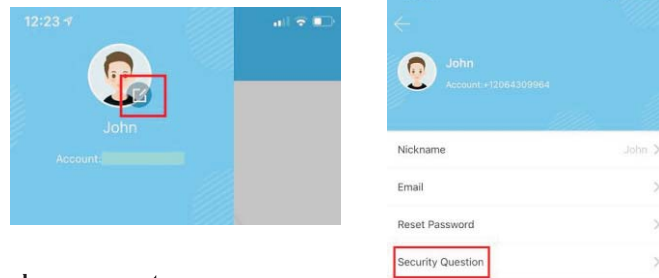 12:23
John
Account:
John
Account:+12064309964
Nickname John
Email
Reset Password
Security Question